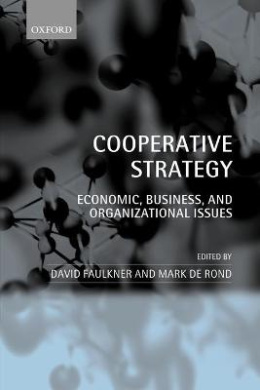 OXFORD
COOPERATIVE
STRATEGY
ECONOMIC, BUSINESS, AND
ORGANIZATIONAL ISSUES
EDITED BY
DAVID FAULKNER AND MARK DE ROND